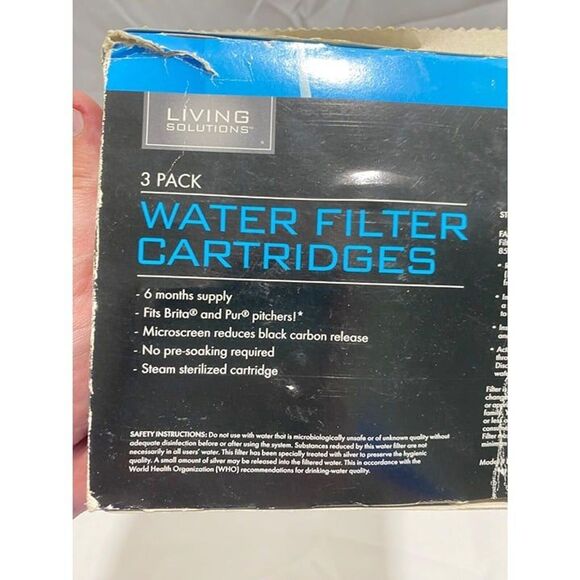 LiViNG
SOLUTIONS™
3 PACK
WATER FILTER
CARTRIDGES
- 6 months supply
- Fits Brita® and Pur® pitchers!*
- Microscreen reduces black carbon release
- No pre-soaking required
- Steam sterilized cartridge
SAFETY INSTRUCTIONS: Do not use with water that is microbiologically unsafe or of unknown quality without
adequate disinfection before or after using the system. Substances reduced by this water filter are not
necessarily in all users' water. This filter has been specially treated with silver to preserve the hygienic
quality. A small amount of silver may be released into the filtered water. This in accordance with the
World Health Organization (WHO) recommendations for drinking-water quality.